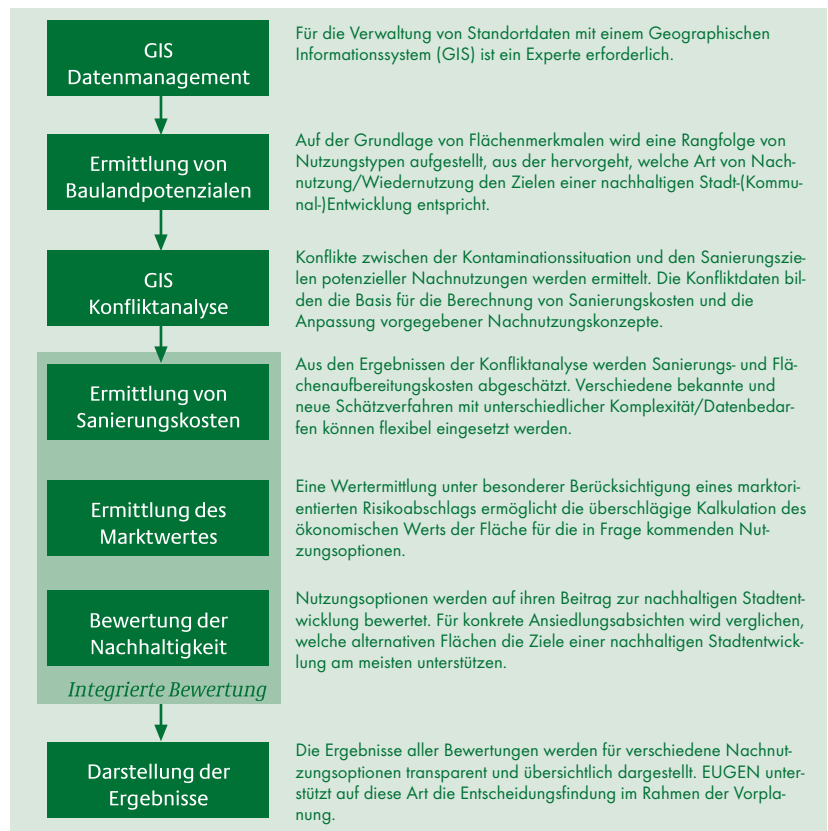 GIS
Datenmanagement
Für die Verwaltung von Standortdaten mit einem Geographischen
Informationssystem (GIS) ist ein Experte erforderlich.
Ermittlung von
Baulandpotenzialen
Auf der Grundlage von Flächenmerkmalen wird eine Rangfolge von
Nutzungstypen aufgestellt, aus der hervorgeht, welche Art von Nach-
nutzung/Wiedernutzung den Zielen einer nachhaltigen Stadt-(Kommu-
nal-)Entwicklung entspricht.
GIS
Konfliktanalyse
Konflikte zwischen der Kontaminationssituation und den Sanierungszie-
len potenzieller Nachnutzungen werden ermittelt. Die Konfliktdaten bil-
den die Basis für die Berechnung von Sanierungskosten und die
Anpassung vorgegebener Nachnutzungskonzepte.
Ermittlung von
Sanierungskosten
Aus den Ergebnissen der Konfliktanalyse werden Sanierungs- und Flä-
chenaufbereitungskosten abgeschätzt. Verschiedene bekannte und
neue Schätzverfahren mit unterschiedlicher Komplexität/Datenbedar-
fen können flexibel eingesetzt werden.
Ermittlung des
Marktwertes
Eine Wertermittlung unter besonderer Berücksichtigung eines marktori-
entierten Risikoabschlags ermöglicht die überschlägige Kalkulation des
ökonomischen Werts der Fläche für die in Frage kommenden Nut-
zungsoptionen.
Bewertung der
Nachhaltigkeit
Nutzungsoptionen werden auf ihren Beitrag zur nachhaltigen Stadtent-
wicklung bewertet. Für konkrete Ansiedlungsabsichten wird verglichen,
welche alternativen Flächen die Ziele einer nachhaltigen Stadtentwick-
lung am meisten unterstützen.
Integrierte Bewertung
Darstellung der
Ergebnisse
Die Ergebnisse aller Bewertungen werden für verschiedene Nachnut-
zungsoptionen transparent und übersichtlich dargestellt. EUGEN unter-
stützt auf diese Art die Entscheidungsfindung im Rahmen der Vorpla-
nung.